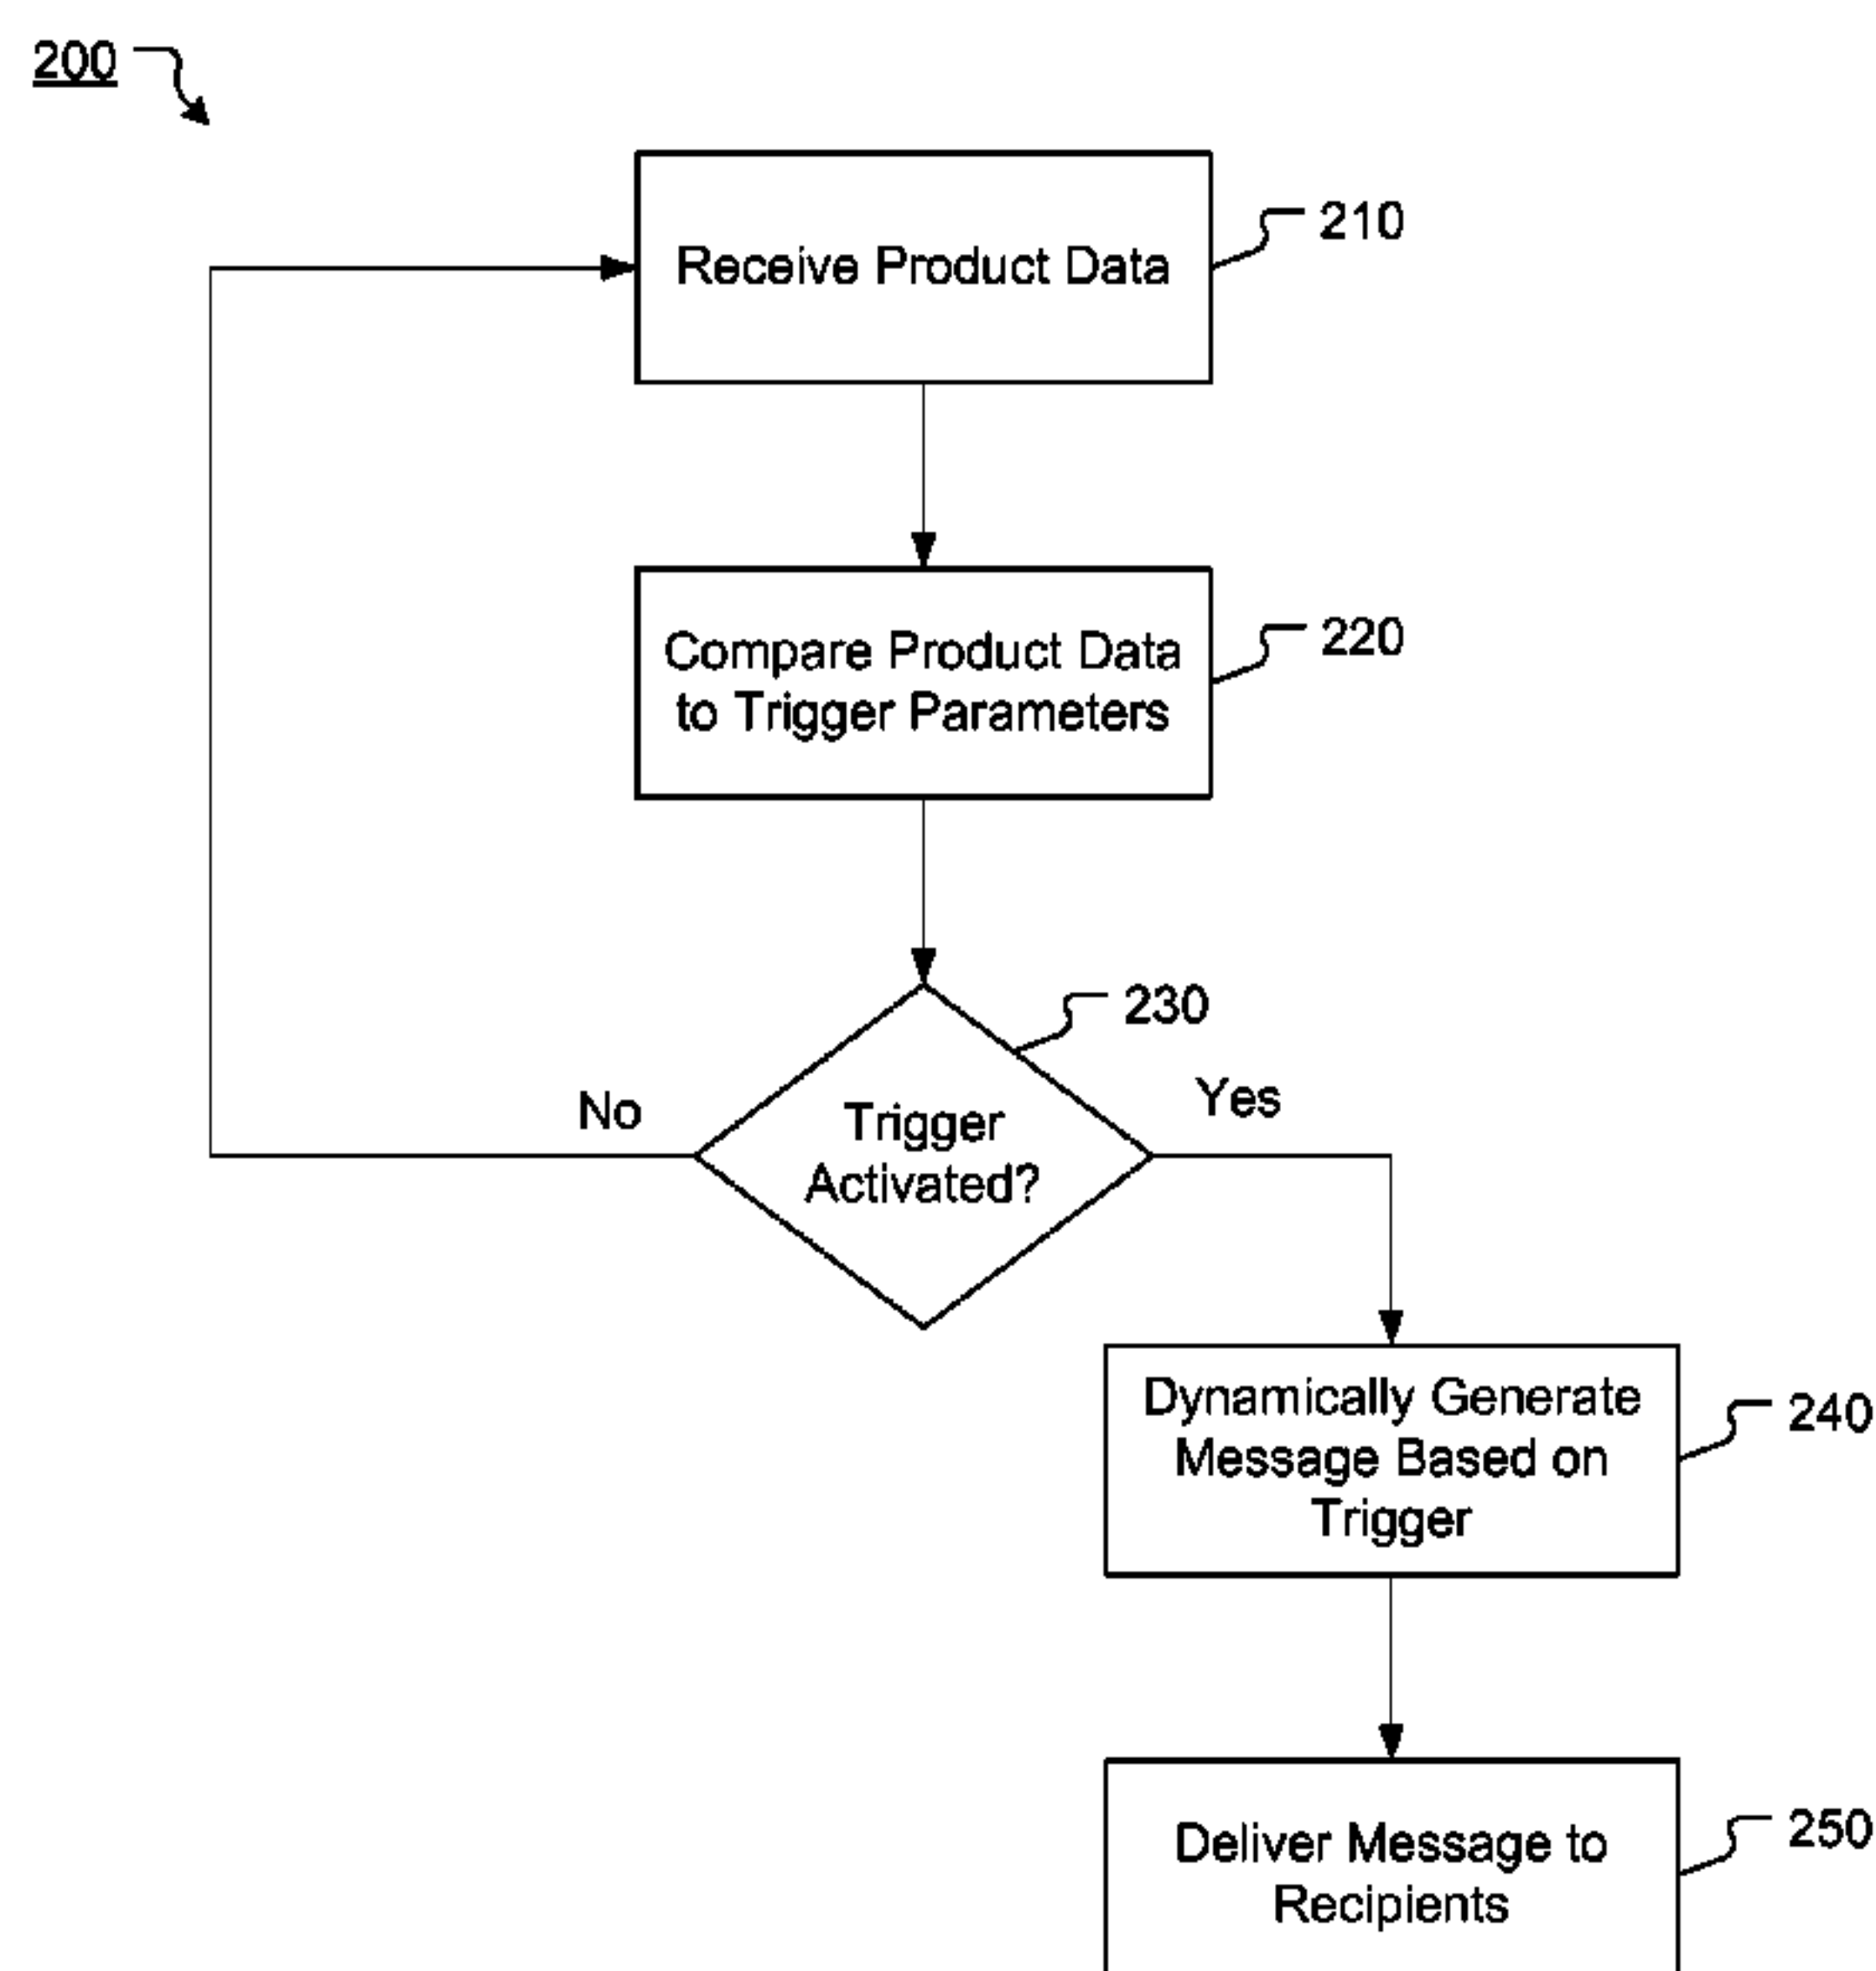 200
Receive Product Data
210
Compare Product Data
to Trigger Parameters
220
230
No
Yes
Trigger
Activated?
Dynamically Generate
Message Based on
Trigger
240
Deliver Message to
Recipients
250